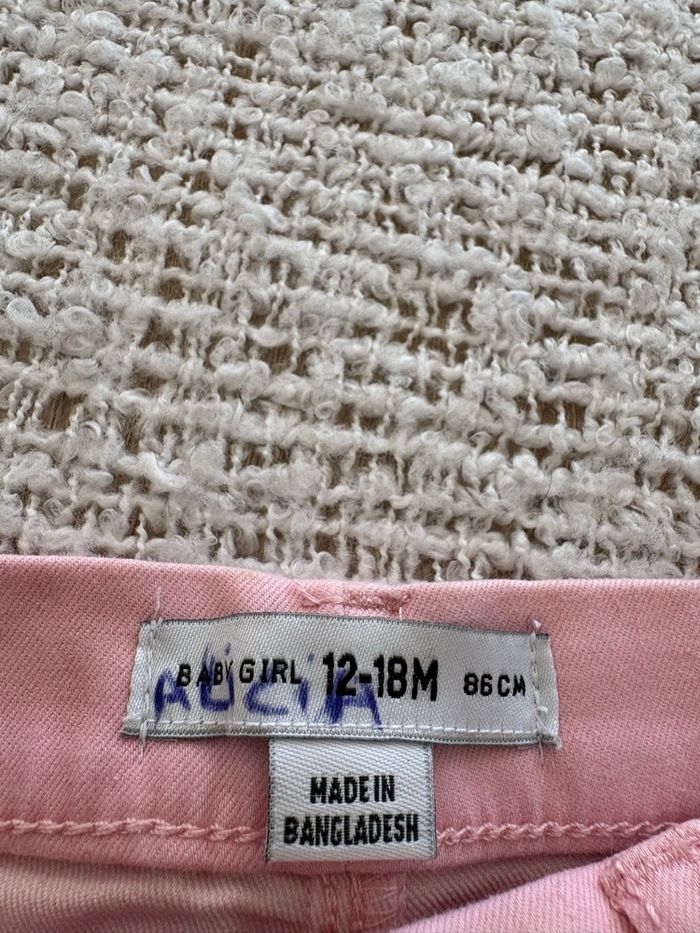 BABY GIRL 12-18M 86 CM
ALICIA
MADE IN
BANGLADESH